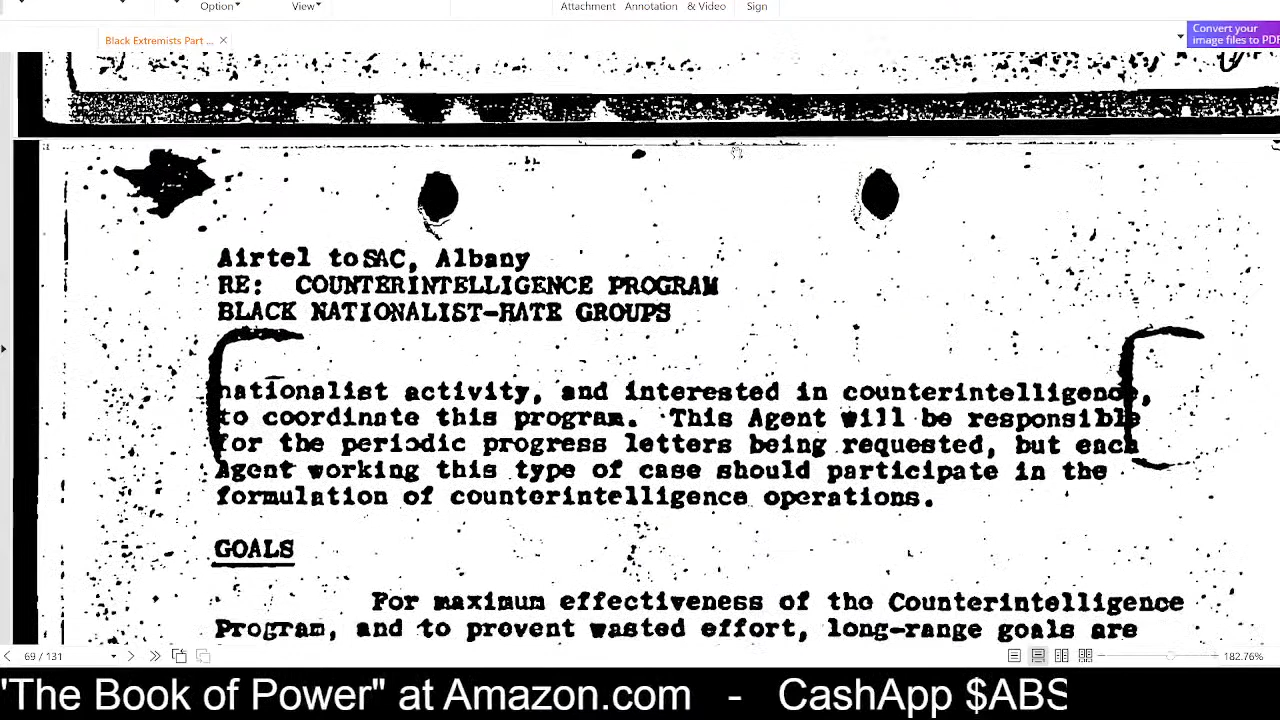 Option View Attachment Annotation & Video Sign
Black Extremists Part ...
Convert your
image files to PDF
Airtel to SAC, Albany
RE: COUNTERINTELLIGENCE PROGRAM
BLACK NATIONALIST-HATE GROUPS
nationalist activity, and interested in counterintelligence,
to coordinate this program. This Agent will be responsible
for the periodic progress letters being requested, but each
Agent working this type of case should participate in the
formulation of counterintelligence operations.
GOALS
For maximum effectiveness of the Counterintelligence
Program, and to prevent wasted effort, long-range goals are
69 / 131 182.76%
"The Book of Power" at Amazon.com - CashApp $ABS